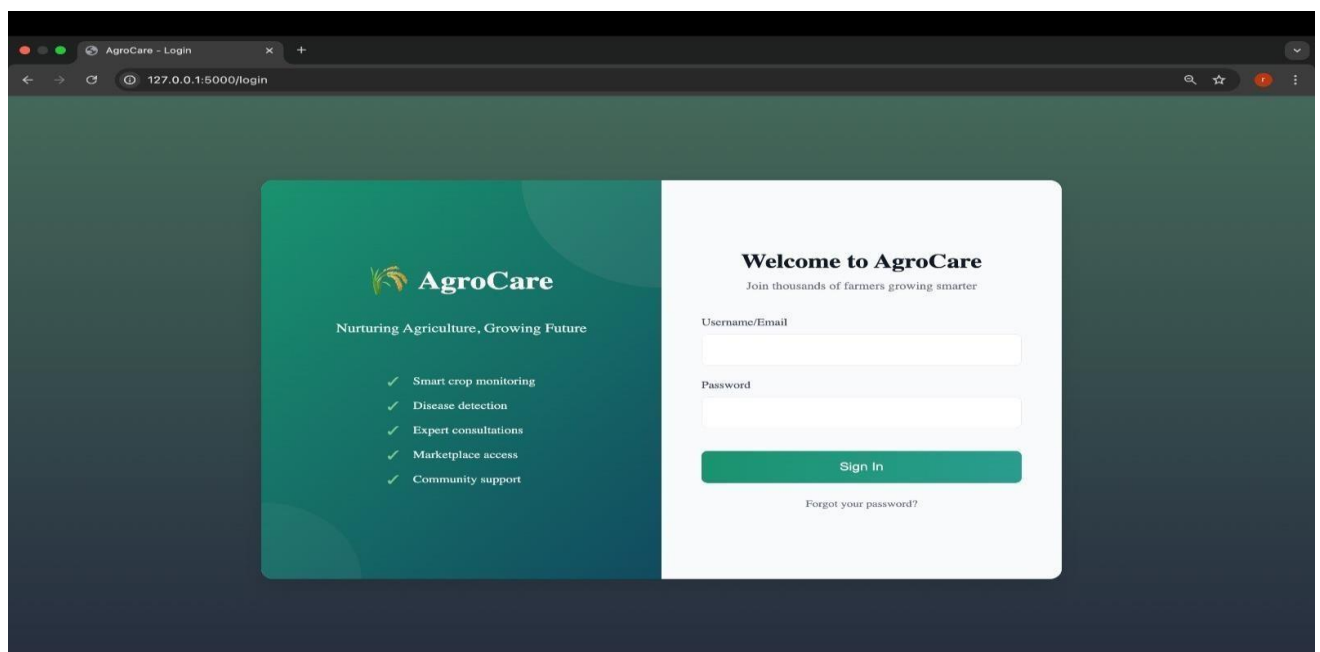 AgroCare - Login
127.0.0.1:5000/login
r
AgroCare
Nurturing Agriculture, Growing Future
✓ Smart crop monitoring
✓ Disease detection
✓ Expert consultations
✓ Marketplace access
✓ Community support
Welcome to AgroCare
Join thousands of farmers growing smarter
Username/Email
Password
Sign In
Forgot your password?